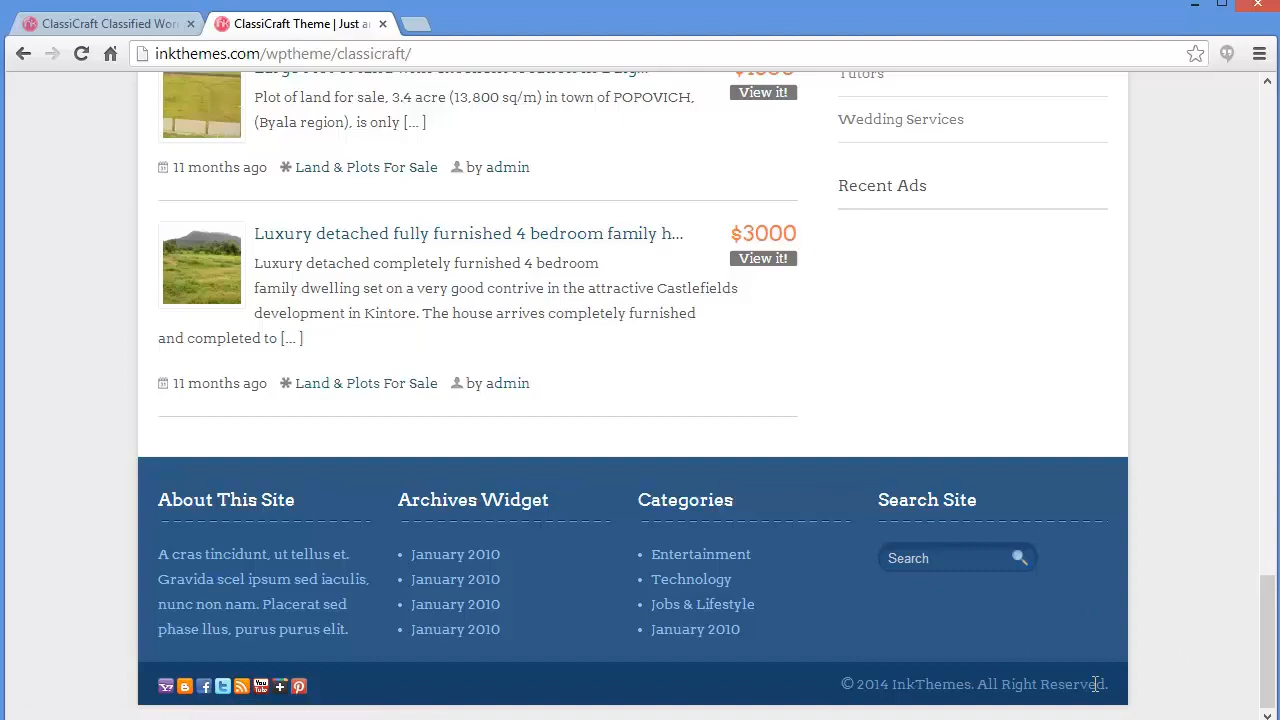 ClassiCraft Classified Wor
ClassiCraft Theme | Just a
inkthemes.com/wptheme/classicraft/
Plot of land for sale, 3.4 acre (13,800 sq/m) in town of POPOVICH,
(Byala region), is only [... ]
View it!
11 months ago Land & Plots For Sale by admin
Luxury detached fully furnished 4 bedroom family h...
$3000
View it!
Luxury detached completely furnished 4 bedroom
family dwelling set on a very good contrive in the attractive Castlefields
development in Kintore. The house arrives completely furnished
and completed to [... ]
11 months ago Land & Plots For Sale by admin
Tutors
Wedding Services
Recent Ads
About This Site
A cras tincidunt, ut tellus et.
Gravida scel ipsum sed iaculis,
nunc non nam. Placerat sed
phase llus, purus purus elit.
Archives Widget
• January 2010
• January 2010
• January 2010
• January 2010
Categories
• Entertainment
• Technology
• Jobs & Lifestyle
• January 2010
Search Site
Search
© 2014 InkThemes. All Right Reserved.